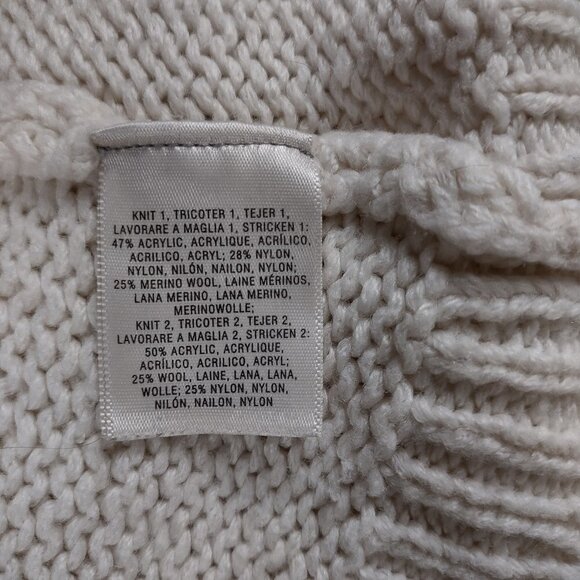 KNIT 1, TRICOTER 1, TEJER 1,
LAVORARE A MAGLIA 1, STRICKEN 1:
47% ACRYLIC, ACRYLIQUE, ACRÍLICO,
ACRILICO, ACRYL; 28% NYLON,
NYLON, NILÓN, NAILON, NYLON;
25% MERINO WOOL, LAINE MÉRINOS,
LANA MERINO, LANA MERINO,
MERINOWOLLE;
KNIT 2, TRICOTER 2, TEJER 2,
LAVORARE A MAGLIA 2, STRICKEN 2:
50% ACRYLIC, ACRYLIQUE,
ACRÍLICO, ACRILICO, ACRYL;
25% WOOL, LAINE, LANA, LANA,
WOLLE; 25% NYLON, NYLON,
NILÓN, NAILON, NYLON